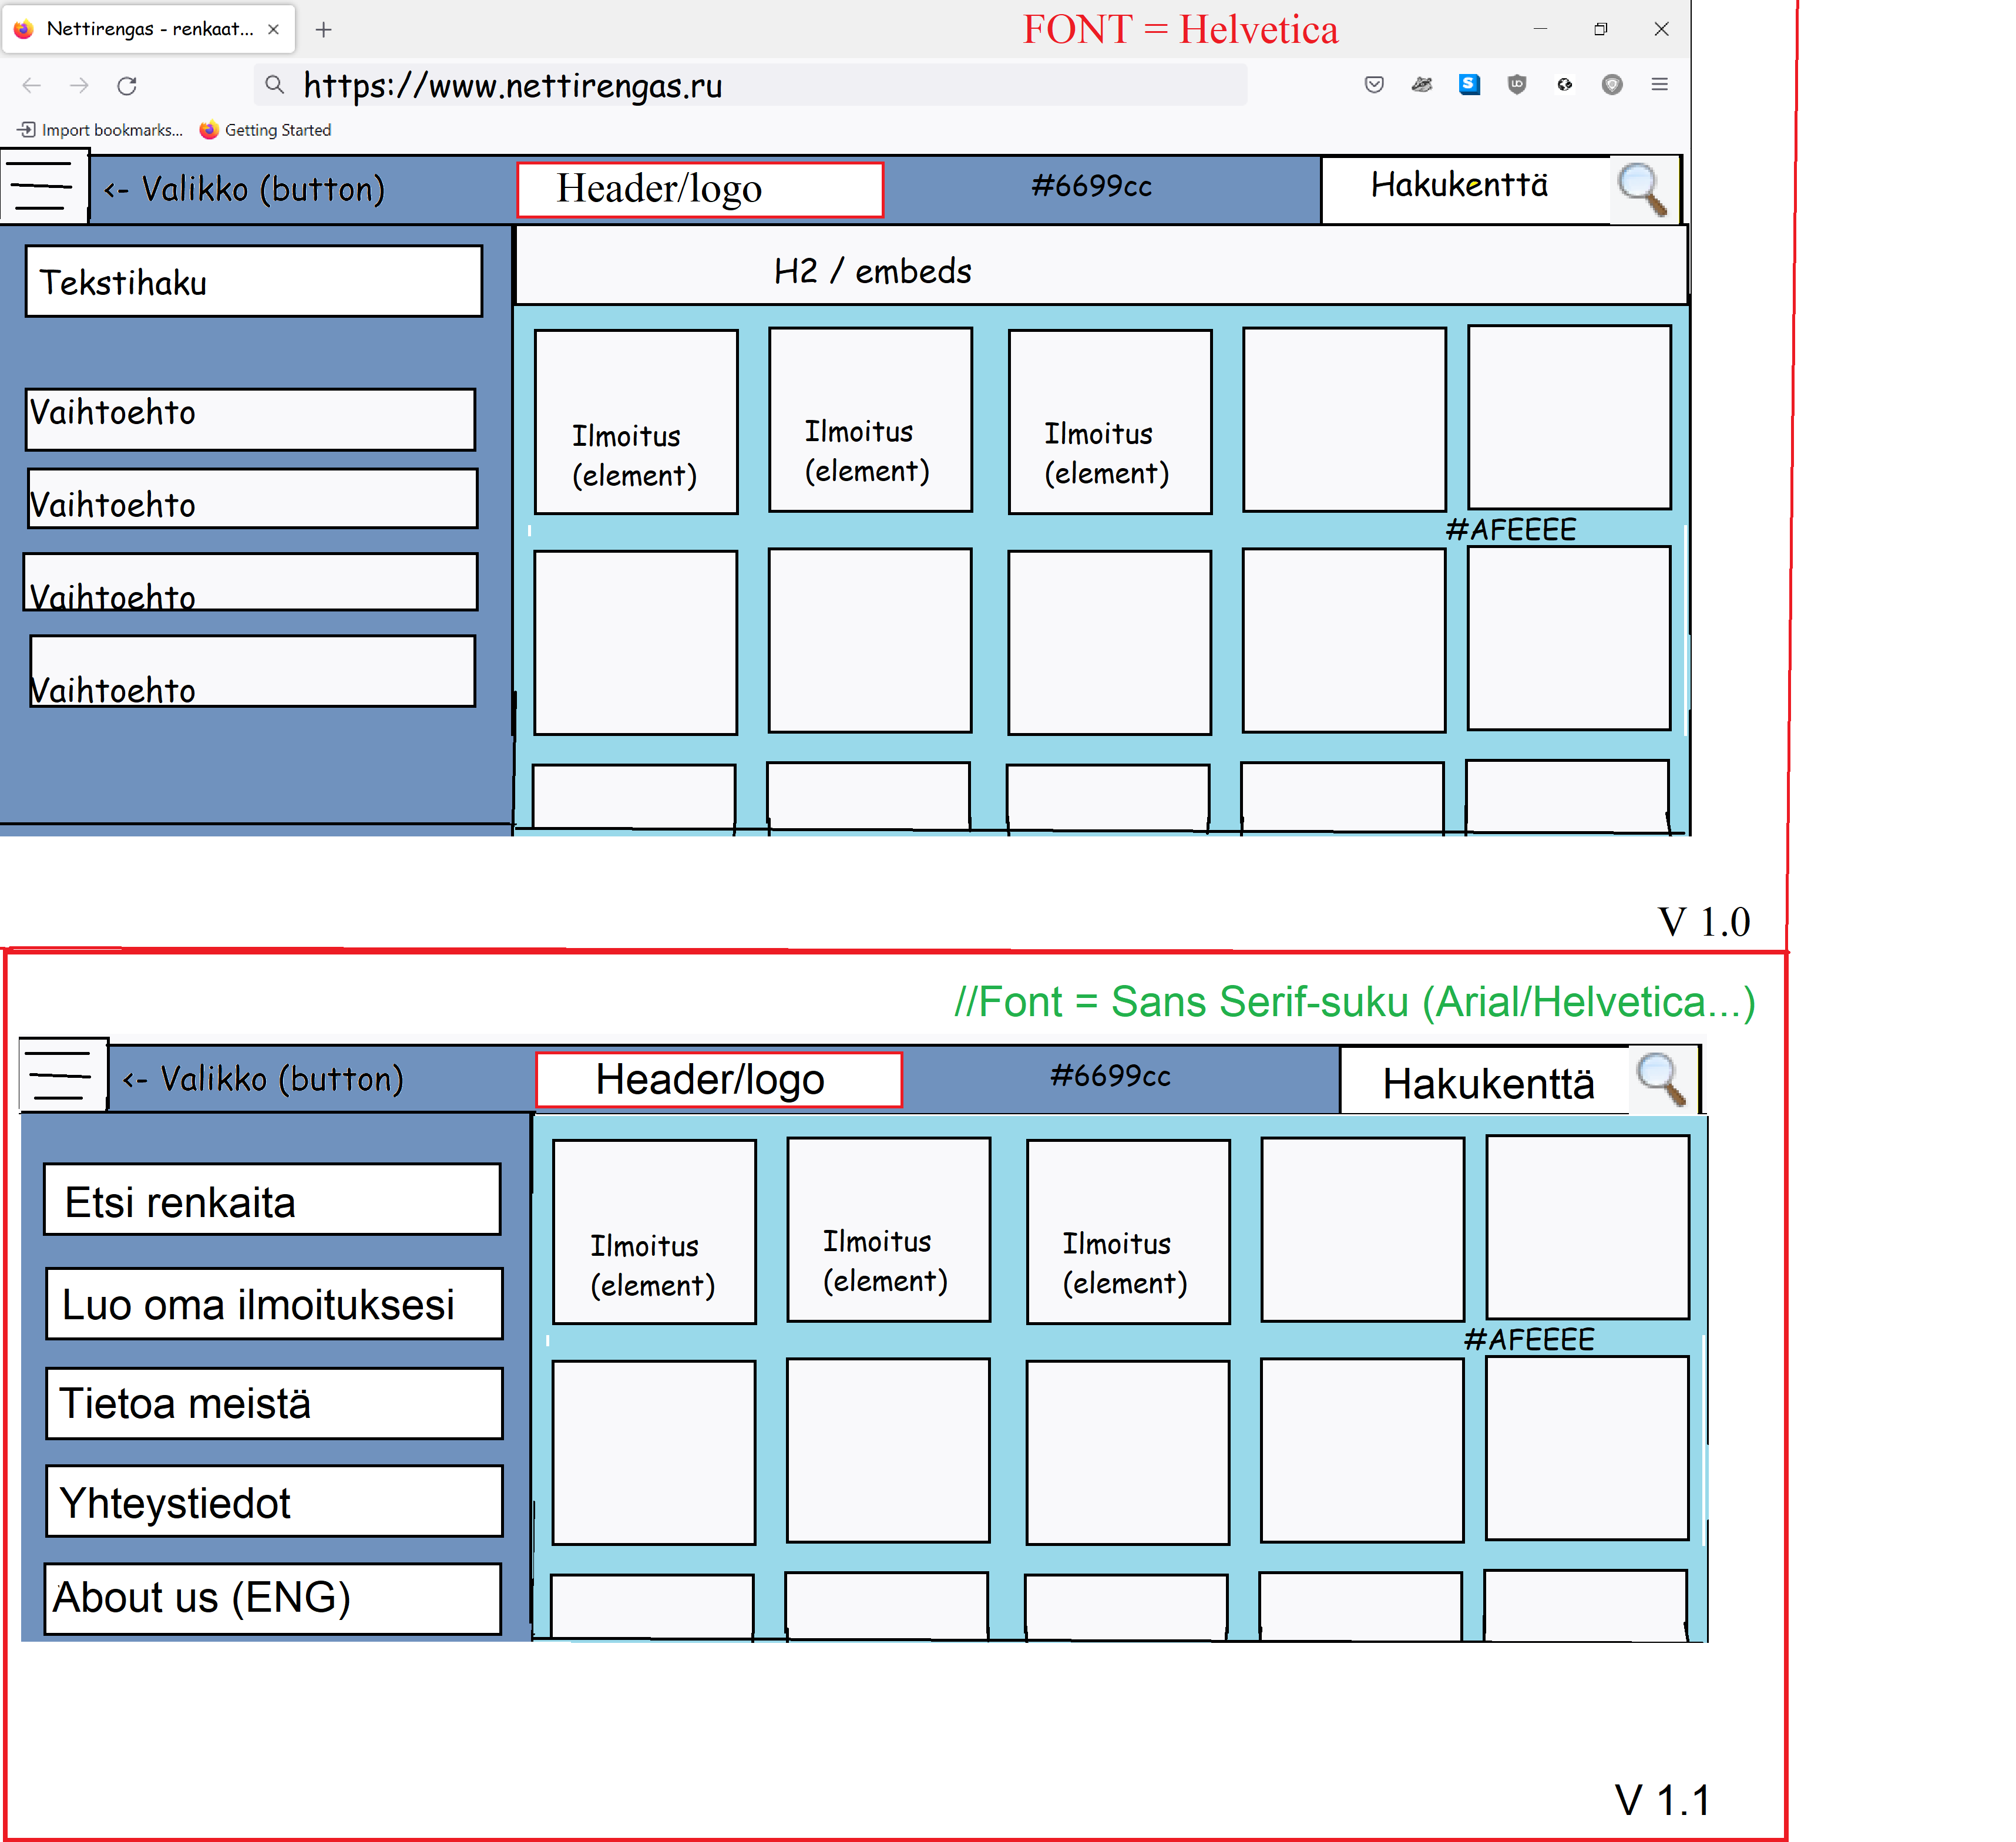 Nettirengas - renkaat...
FONT = Helvetica
https://www.nettirengas.ru
Import bookmarks...
Getting Started
<- Valikko (button)
Header/logo
#6699cc
Hakukenttä
Tekstihaku
H2 / embeds
Vaihtoehto
Vaihtoehto
Vaihtoehto
Vaihtoehto
Ilmoitus
(element)
Ilmoitus
(element)
Ilmoitus
(element)
#AFEEEE
V 1.0
//Font = Sans Serif-suku (Arial/Helvetica...)
<- Valikko (button)
Header/logo
#6699cc
Hakukenttä
Etsi renkaita
Luo oma ilmoituksesi
Tietoa meistä
Yhteystiedot
About us (ENG)
Ilmoitus
(element)
Ilmoitus
(element)
Ilmoitus
(element)
#AFEEEE
V 1.1